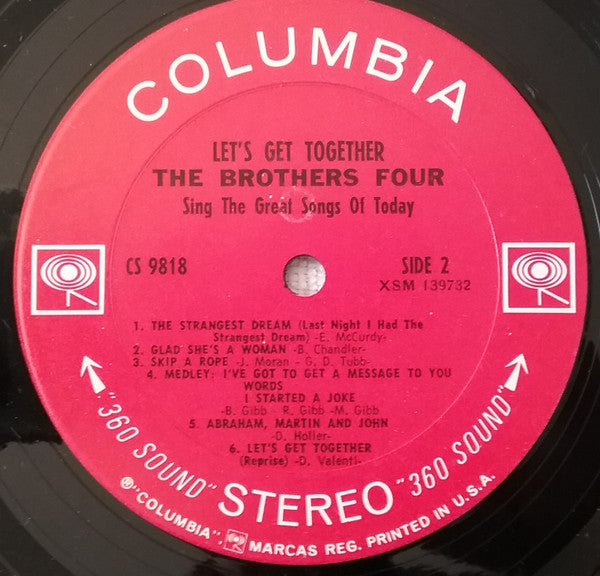 COLUMBIA
LET'S GET TOGETHER
THE BROTHERS FOUR
Sing The Great Songs Of Today
CS 9818
SIDE 2
XSM 139732
1. THE STRANGEST DREAM (Last Night I Had The
Strangest Dream) -E. McCurdy-
2. GLAD SHE'S A WOMAN -B. Chandler-
3. SKIP A ROPE -J. Moran - G. D. Tubb-
4. MEDLEY: I'VE GOT TO GET A MESSAGE TO YOU
WORDS
I STARTED A JOKE
-B. Gibb - R. Gibb -M. Gibb
5. ABRAHAM, MARTIN AND JOHN
-D. Holler-
6. LET'S GET TOGETHER
(Reprise) -D. Valenti-
"360 SOUND" STEREO "360 SOUND"
® "COLUMBIA", MARCAS REG. PRINTED IN U.S.A.